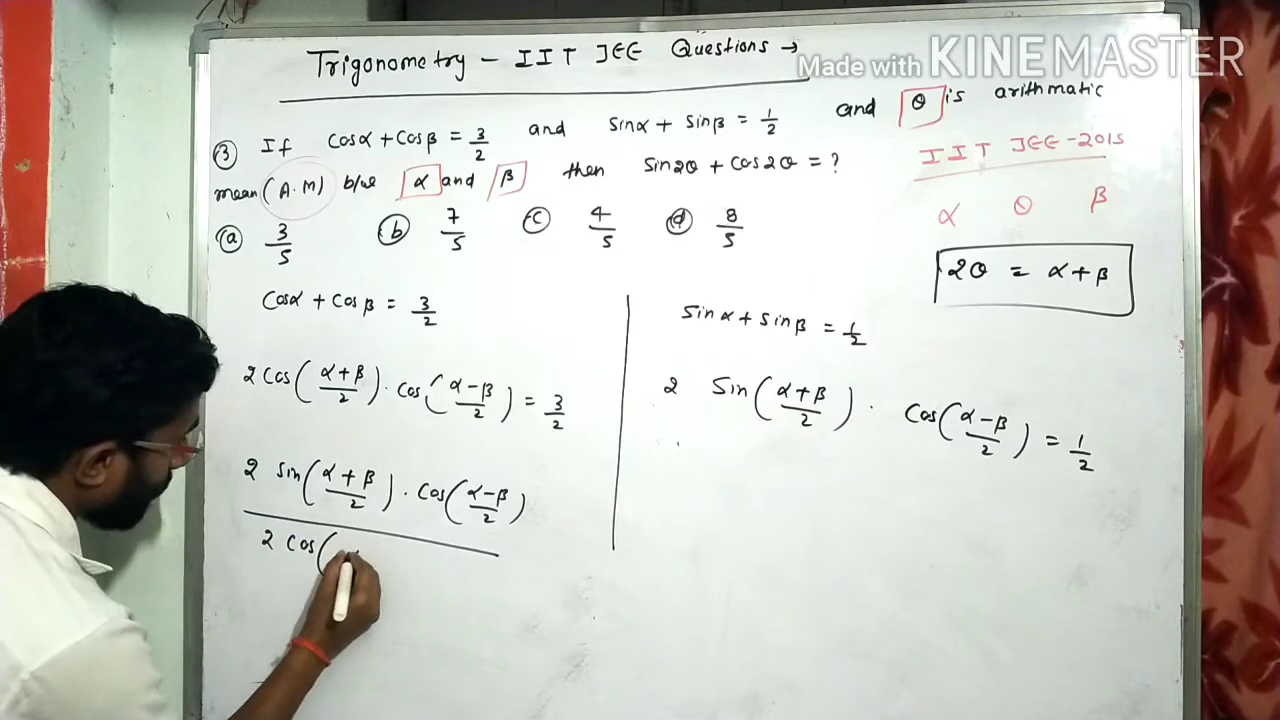 Trigonometry – IIT JEE Questions →
Made with KINEMASTER
③ If cosα + cosβ = 3/2 and sinα + sinβ = 1/2 and θ is arithmatic
mean (A.M) b/w α and β then sin2θ + cos2θ = ?
IIT JEE - 2015
ⓐ 3/5 ⓑ 7/5 ⓒ 4/5 ⓓ 8/5
α θ β
2θ = α + β
cosα + cosβ = 3/2
sinα + sinβ = 1/2
2 cos((α+β)/2) · cos((α-β)/2) = 3/2
2 sin((α+β)/2) · cos((α-β)/2) = 1/2
2 sin((α+β)/2) · cos((α-β)/2)
2 cos(